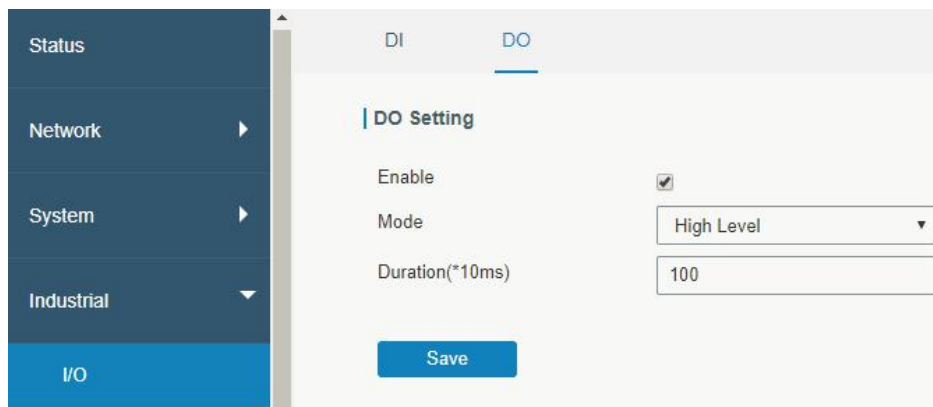 Status
Network
System
Industrial
I/O
DI DO
DO Setting
Enable
Mode High Level
Duration(*10ms) 100
Save